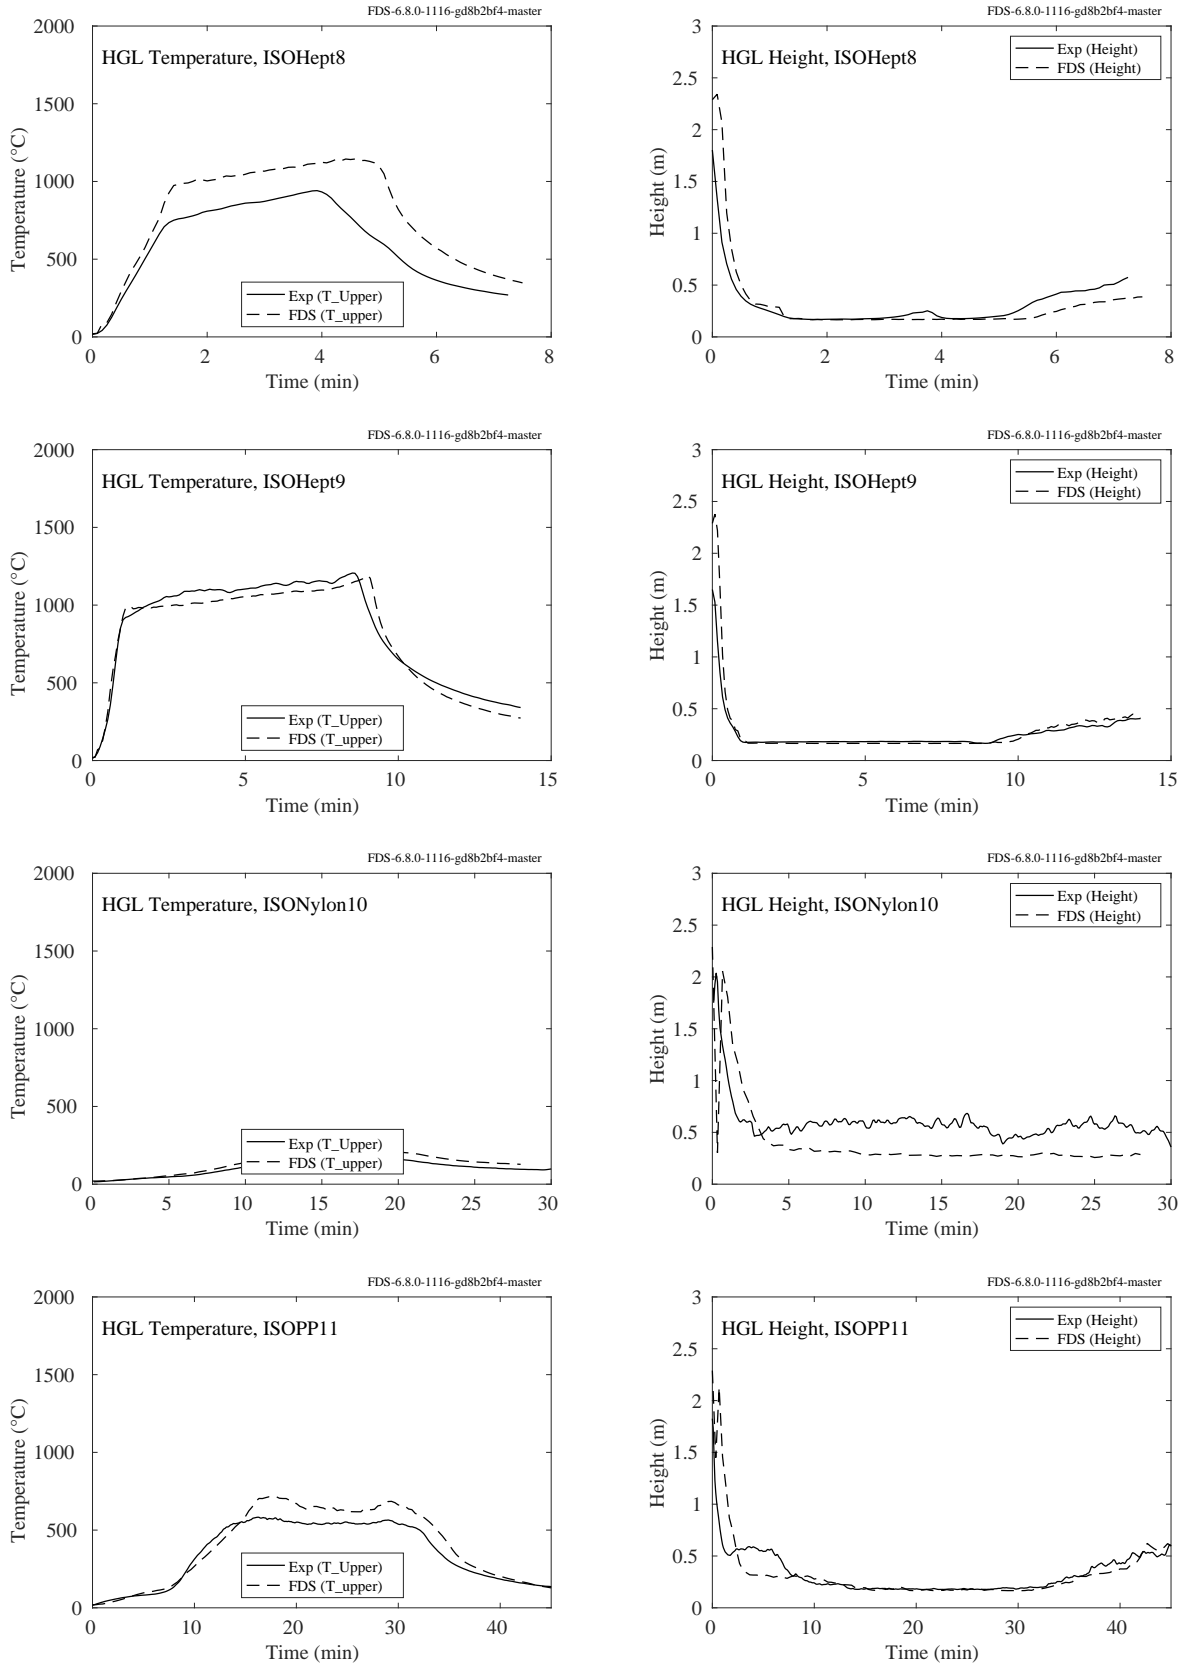 FDS-6.8.0-1116-gd8b2bf4-master
HGL Temperature, ISOHept8
2000
1500
1000
500
0
Temperature (°C)
Exp (T_Upper)
FDS (T_upper)
0 2 4 6 8
Time (min)
FDS-6.8.0-1116-gd8b2bf4-master
HGL Height, ISOHept8
Exp (Height)
FDS (Height)
3
2.5
2
1.5
1
0.5
0
Height (m)
0 2 4 6 8
Time (min)
FDS-6.8.0-1116-gd8b2bf4-master
HGL Temperature, ISOHept9
2000
1500
1000
500
0
Temperature (°C)
Exp (T_Upper)
FDS (T_upper)
0 5 10 15
Time (min)
FDS-6.8.0-1116-gd8b2bf4-master
HGL Height, ISOHept9
Exp (Height)
FDS (Height)
3
2.5
2
1.5
1
0.5
0
Height (m)
0 5 10 15
Time (min)
FDS-6.8.0-1116-gd8b2bf4-master
HGL Temperature, ISONylon10
2000
1500
1000
500
0
Temperature (°C)
Exp (T_Upper)
FDS (T_upper)
0 5 10 15 20 25 30
Time (min)
FDS-6.8.0-1116-gd8b2bf4-master
HGL Height, ISONylon10
Exp (Height)
FDS (Height)
3
2.5
2
1.5
1
0.5
0
Height (m)
0 5 10 15 20 25 30
Time (min)
FDS-6.8.0-1116-gd8b2bf4-master
HGL Temperature, ISOPP11
2000
1500
1000
500
0
Temperature (°C)
Exp (T_Upper)
FDS (T_upper)
0 10 20 30 40
Time (min)
FDS-6.8.0-1116-gd8b2bf4-master
HGL Height, ISOPP11
Exp (Height)
FDS (Height)
3
2.5
2
1.5
1
0.5
0
Height (m)
0 10 20 30 40
Time (min)